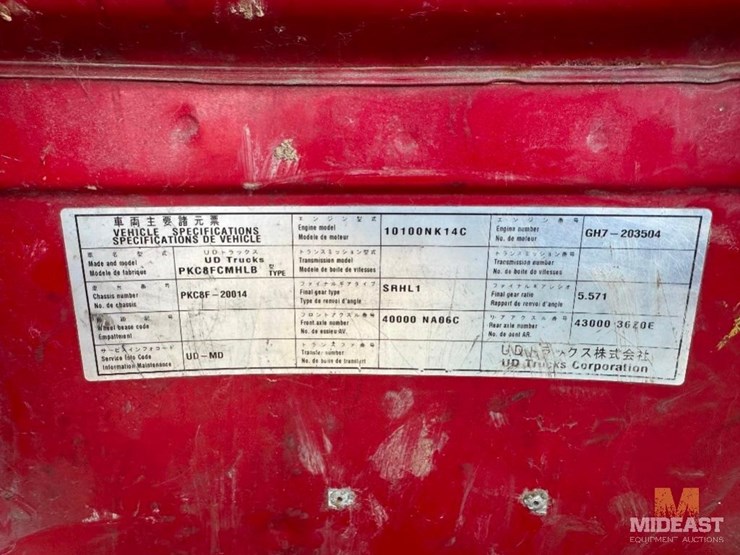 車両主要諸元票
VEHICLE SPECIFICATIONS
SPECIFICATIONS DE VEHICLE
エンジン型式
Engine model
Modele de moteur
10100NK14C
エンジン番号
Engine number
No. de moteur
GH7-203504
車名型式
Made and model
Modele de fabrique
UDトラックス
UD Trucks
PKC8FCMHLB 型 TYPE
トランスミッション型式
Transmission model
Modele de boite de vitesses
トランスミッション番号
Transmission number
No. de boite de vitesses
車台番号
Chassis number
No. de chassis
PKC8F-20014
ファイナルギアタイプ
Final gear type
Type de renvoi d'angle
SRHL1
ファイナルギアレシオ
Final gear ratio
Rapport de renvoi d'angle
5.571
Wheel base code
Empattement
フロントアクスル番号
Front axle number
No. de essieu AV.
40000 NA06C
リアアクスル番号
Rear axle number
No. de pont AR.
43000 36Z0E
サービスインフォコード
Service Info Code
Information Maintenance
UD-MD
トランスファ番号
Transfer number
No. de boite de transfert
UDトラックス株式会社
UD Trucks Corporation
M
MIDEAST
EQUIPMENT AUCTIONS